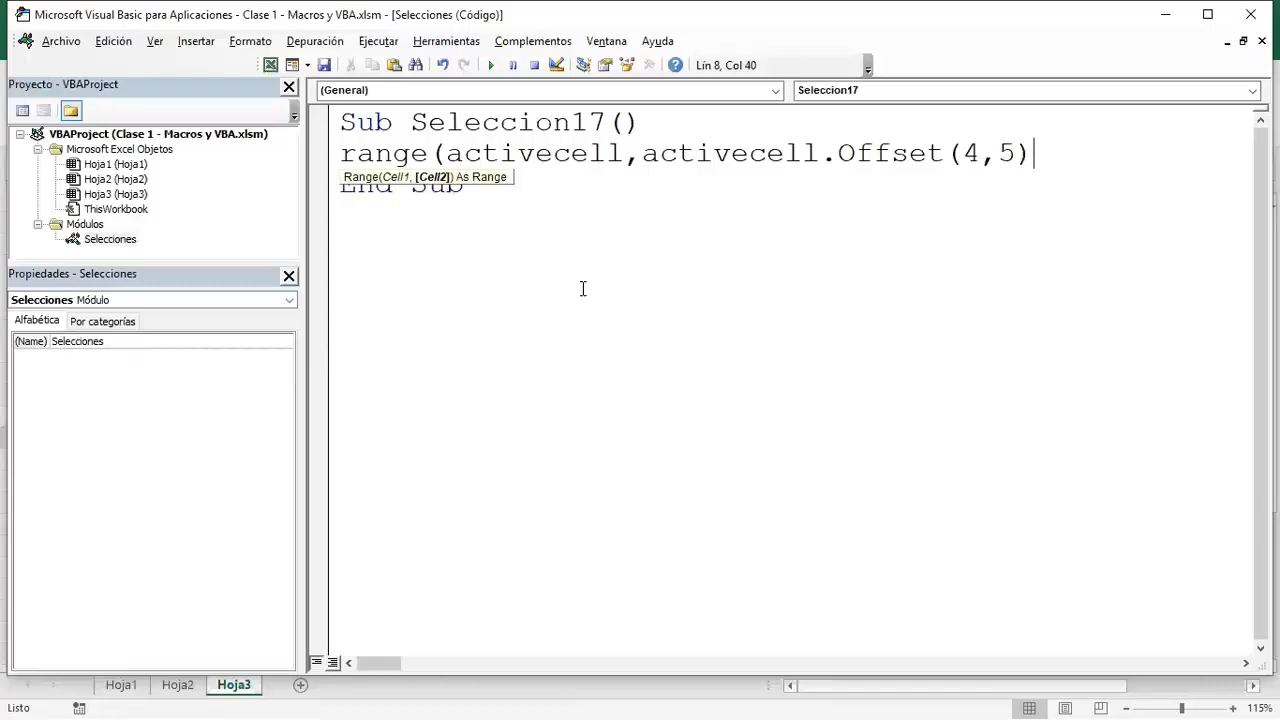 Microsoft Visual Basic para Aplicaciones - Clase 1 - Macros y VBA.xlsm - [Selecciones (Código)]
Archivo Edición Ver Insertar Formato Depuración Ejecutar Herramientas Complementos Ventana Ayuda
Lín 8, Col 40
Proyecto - VBAProject
(General) Seleccion17
VBAProject (Clase 1 - Macros y VBA.xlsm)
Microsoft Excel Objetos
Hoja1 (Hoja1)
Hoja2 (Hoja2)
Hoja3 (Hoja3)
ThisWorkbook
Módulos
Selecciones
Sub Seleccion17()
range(activecell,activecell.Offset(4,5)
Range(Cell1, [Cell2]) As Range
End Sub
Propiedades - Selecciones
Selecciones Módulo
Alfabética Por categorías
(Name) Selecciones
Hoja1 Hoja2 Hoja3
Listo 115%